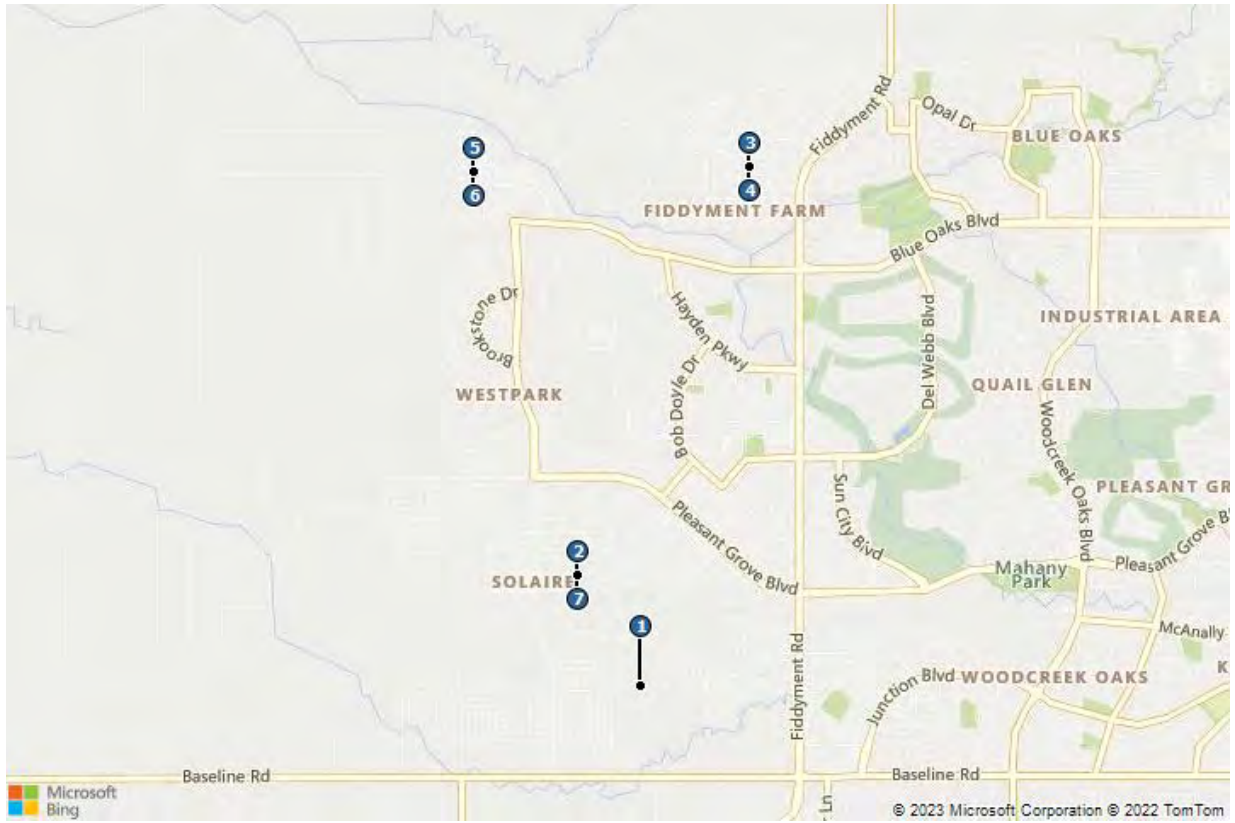 Fiddyment Rd
Opal Dr
BLUE OAKS
5
3
6
4
FIDDYMENT FARM
Blue Oaks Blvd
Brookstone Dr
Hayden Pkwy
Del Webb Blvd
INDUSTRIAL AREA
Bob Doyle Dr
QUAIL GLEN
WESTPARK
Woodcreek Oaks Blvd
Sun City Blvd
PLEASANT GR
Pleasant Grove Blvd
Pleasant Grove B
2
SOLAIRE
7
Mahany
Park
1
McAnally
Fiddyment Rd
Junction Blvd
WOODCREEK OAKS
K
Baseline Rd
Baseline Rd
Ln
Microsoft
Bing
© 2023 Microsoft Corporation © 2022 TomTom